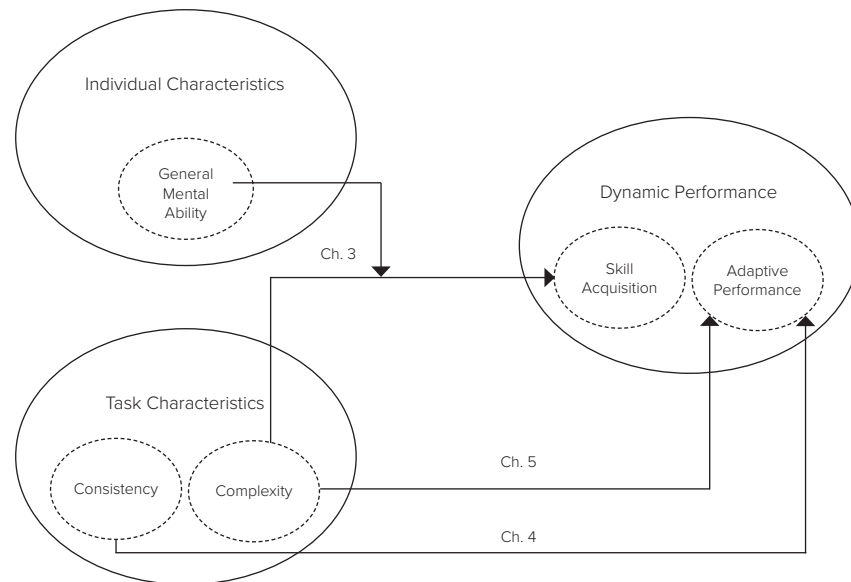 Individual Characteristics
General
Mental
Ability
Ch. 3
Dynamic Performance
Skill
Acquisition
Adaptive
Performance
Task Characteristics
Consistency
Complexity
Ch. 5
Ch. 4